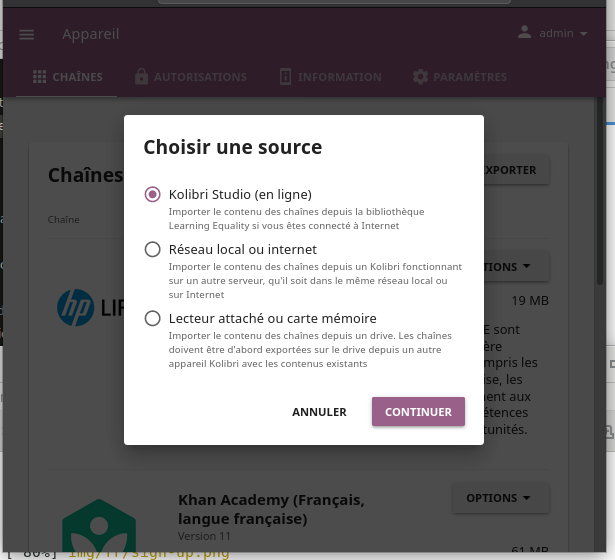 Appareil
admin
CHAÎNES
AUTORISATIONS
INFORMATION
PARAMÈTRES
Chaînes
EXPORTER
Chaîne
Choisir une source
Kolibri Studio (en ligne)
Importer le contenu des chaînes depuis la bibliothèque
Learning Equality si vous êtes connecté à Internet
Réseau local ou internet
Importer le contenu des chaînes depuis un Kolibri fonctionnant
sur un autre serveur, qu'il soit dans le même réseau local ou
sur Internet
Lecteur attaché ou carte mémoire
Importer le contenu des chaînes depuis un drive. Les chaînes
doivent être d'abord exportées sur le drive depuis un autre
appareil Kolibri avec les contenus existants
ANNULER
CONTINUER
hp LIF
TIONS
19 MB
E sont
ère
mpris les
ise, les
nent aux
étences
tunités.
Khan Academy (Français,
langue française)
Version 11
OPTIONS
61 MB
[ 80%] img/fr/sign-up.png